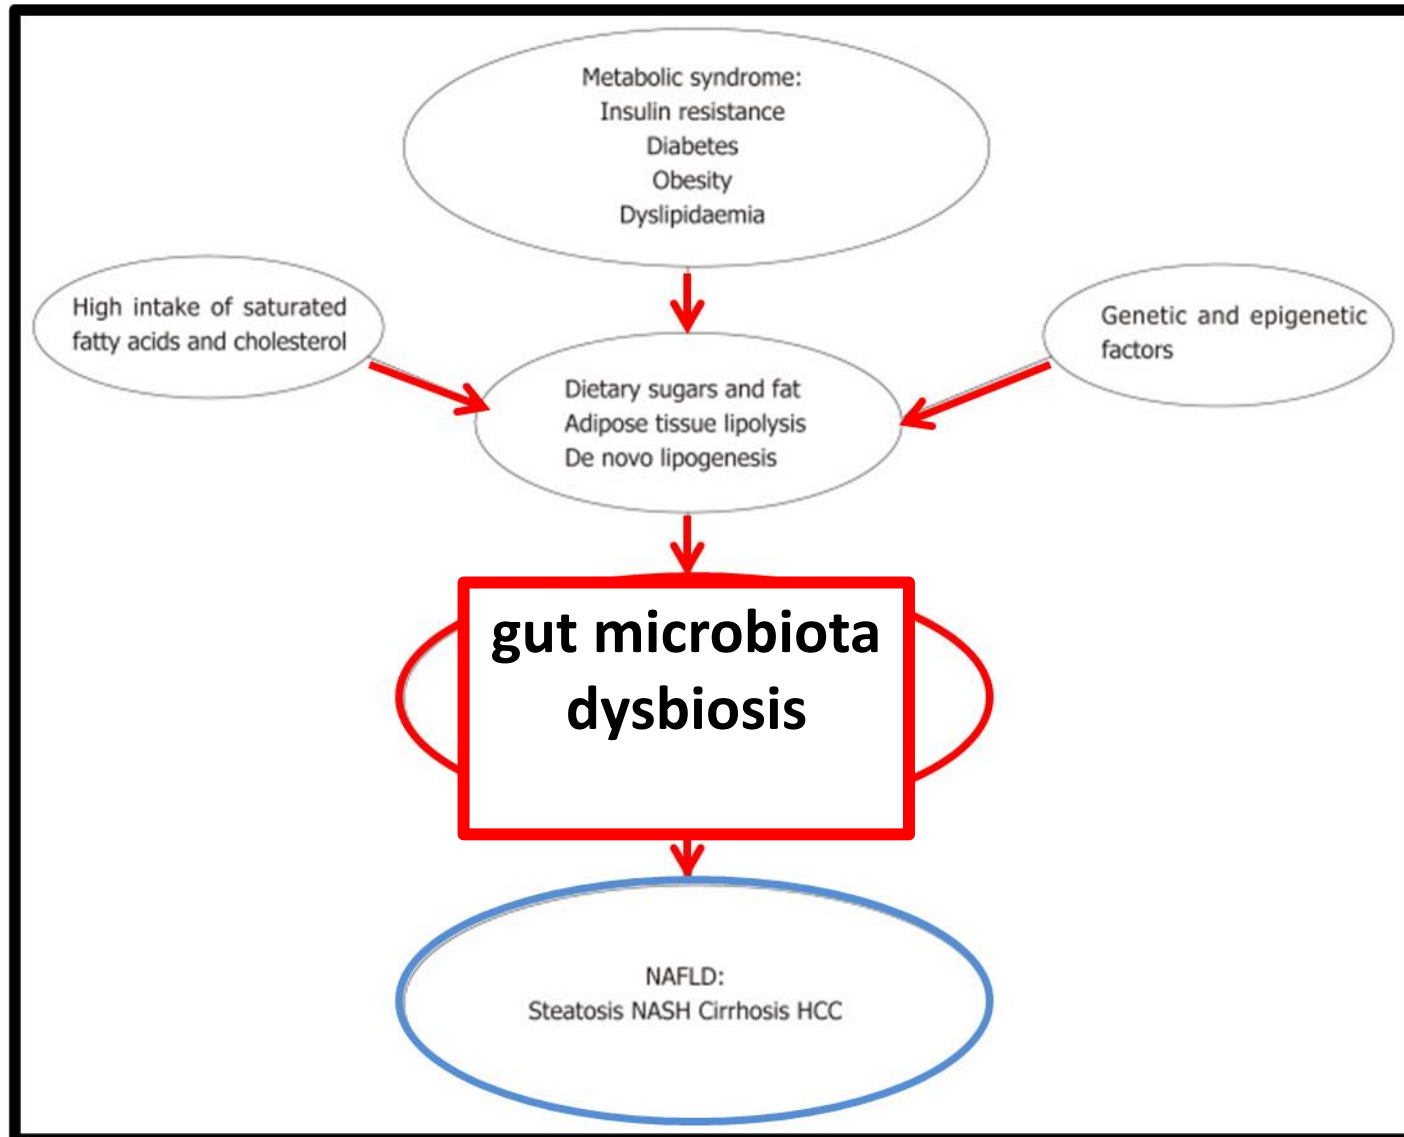 Metabolic syndrome:
Insulin resistance
Diabetes
Obesity
Dyslipidaemia
High intake of saturated
fatty acids and cholesterol
Genetic and epigenetic
factors
Dietary sugars and fat
Adipose tissue lipolysis
De novo lipogenesis
gut microbiota
dysbiosis
NAFLD:
Steatosis NASH Cirrhosis HCC